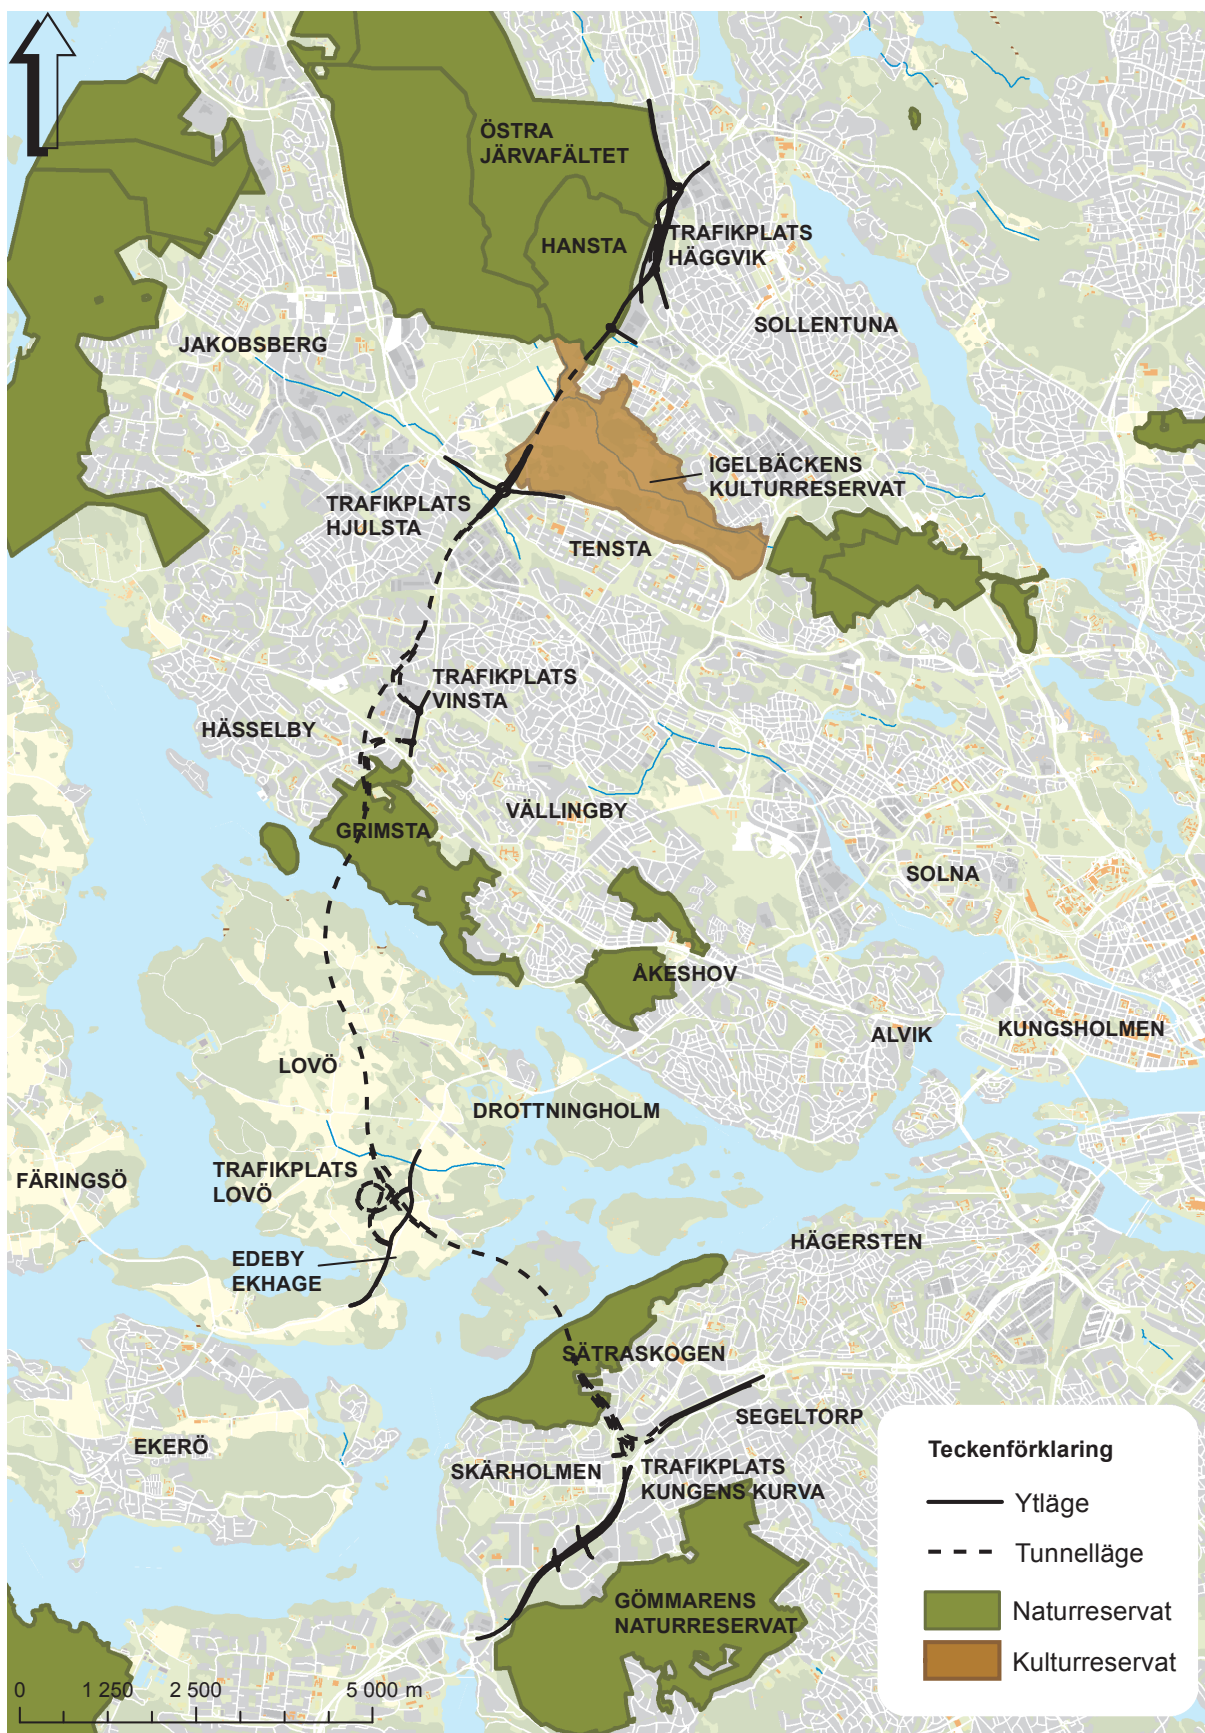 ÖSTRA
JÄRVAFÄLTET
HANSTA
TRAFIKPLATS
HÄGGVIK
SOLLENTUNA
JAKOBSBERG
IGELBÄCKENS
KULTURRESERVAT
TRAFIKPLATS
HJULSTA
TENSTA
TRAFIKPLATS
VINSTA
HÄSSELBY
VÄLLINGBY
GRIMSTA
SOLNA
ÅKESHOV
KUNGSHOLMEN
ALVIK
LOVÖ
DROTTNINGHOLM
TRAFIKPLATS
LOVÖ
FÄRINGSÖ
HÄGERSTEN
EDEBY
EKHAGE
SÄTRASKOGEN
SEGELTORP
EKERÖ
SKÄRHOLMEN
TRAFIKPLATS
KUNGENS KURVA
GÖMMARENS
NATURRESERVAT
Teckenförklaring
Ytläge
Tunnelläge
Naturreservat
Kulturreservat
0 1 250 2 500 5 000 m